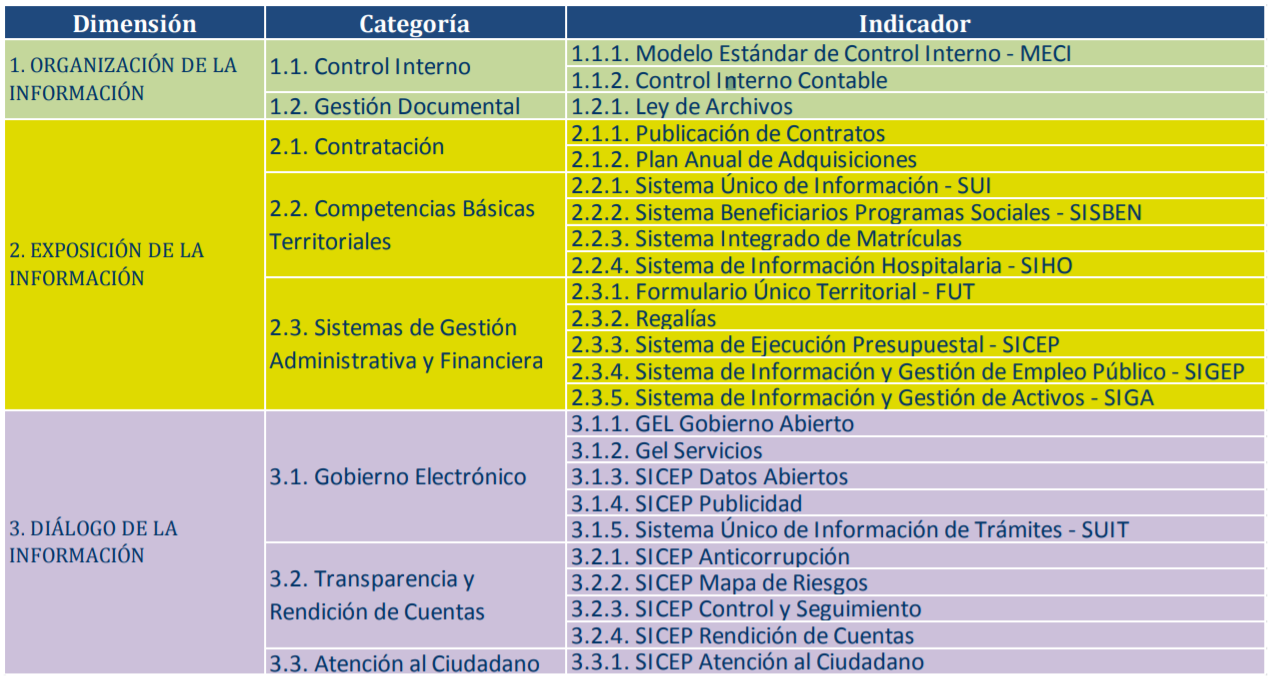 Dimensión Categoría Indicador
1. ORGANIZACIÓN DE LA
INFORMACIÓN
1.1. Control Interno
1.1.1. Modelo Estándar de Control Interno - MECI
1.1.2. Control Interno Contable
1.2. Gestión Documental
1.2.1. Ley de Archivos
2. EXPOSICIÓN DE LA
INFORMACIÓN
2.1. Contratación
2.1.1. Publicación de Contratos
2.1.2. Plan Anual de Adquisiciones
2.2. Competencias Básicas
Territoriales
2.2.1. Sistema Único de Información - SUI
2.2.2. Sistema Beneficiarios Programas Sociales - SISBEN
2.2.3. Sistema Integrado de Matrículas
2.2.4. Sistema de Información Hospitalaria - SIHO
2.3. Sistemas de Gestión
Administrativa y Financiera
2.3.1. Formulario Único Territorial - FUT
2.3.2. Regalías
2.3.3. Sistema de Ejecución Presupuestal - SICEP
2.3.4. Sistema de Información y Gestión de Empleo Público - SIGEP
2.3.5. Sistema de Información y Gestión de Activos - SIGA
3. DIÁLOGO DE LA
INFORMACIÓN
3.1. Gobierno Electrónico
3.1.1. GEL Gobierno Abierto
3.1.2. Gel Servicios
3.1.3. SICEP Datos Abiertos
3.1.4. SICEP Publicidad
3.1.5. Sistema Único de Información de Trámites - SUIT
3.2. Transparencia y
Rendición de Cuentas
3.2.1. SICEP Anticorrupción
3.2.2. SICEP Mapa de Riesgos
3.2.3. SICEP Control y Seguimiento
3.2.4. SICEP Rendición de Cuentas
3.3. Atención al Ciudadano
3.3.1. SICEP Atención al Ciudadano